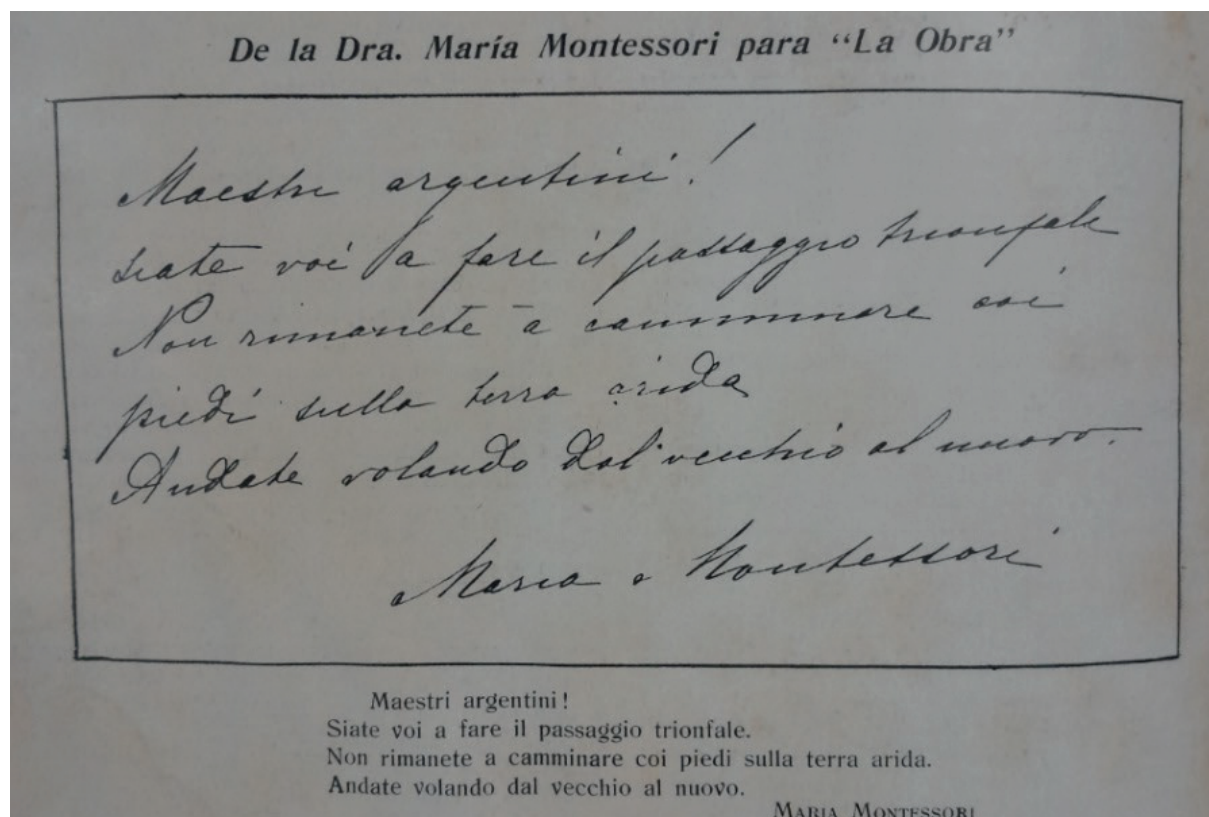 De la Dra. María Montessori para “La Obra”
Maestri argentini!
siate voi a fare il passaggio trionfale
Non rimanete a camminare coi
piedi sulla terra arida
Andate volando dal vecchio al nuovo.
Maria Montessori
Maestri argentini!
Siate voi a fare il passaggio trionfale.
Non rimanete a camminare coi piedi sulla terra arida.
Andate volando dal vecchio al nuovo.
MARIA MONTESSORI